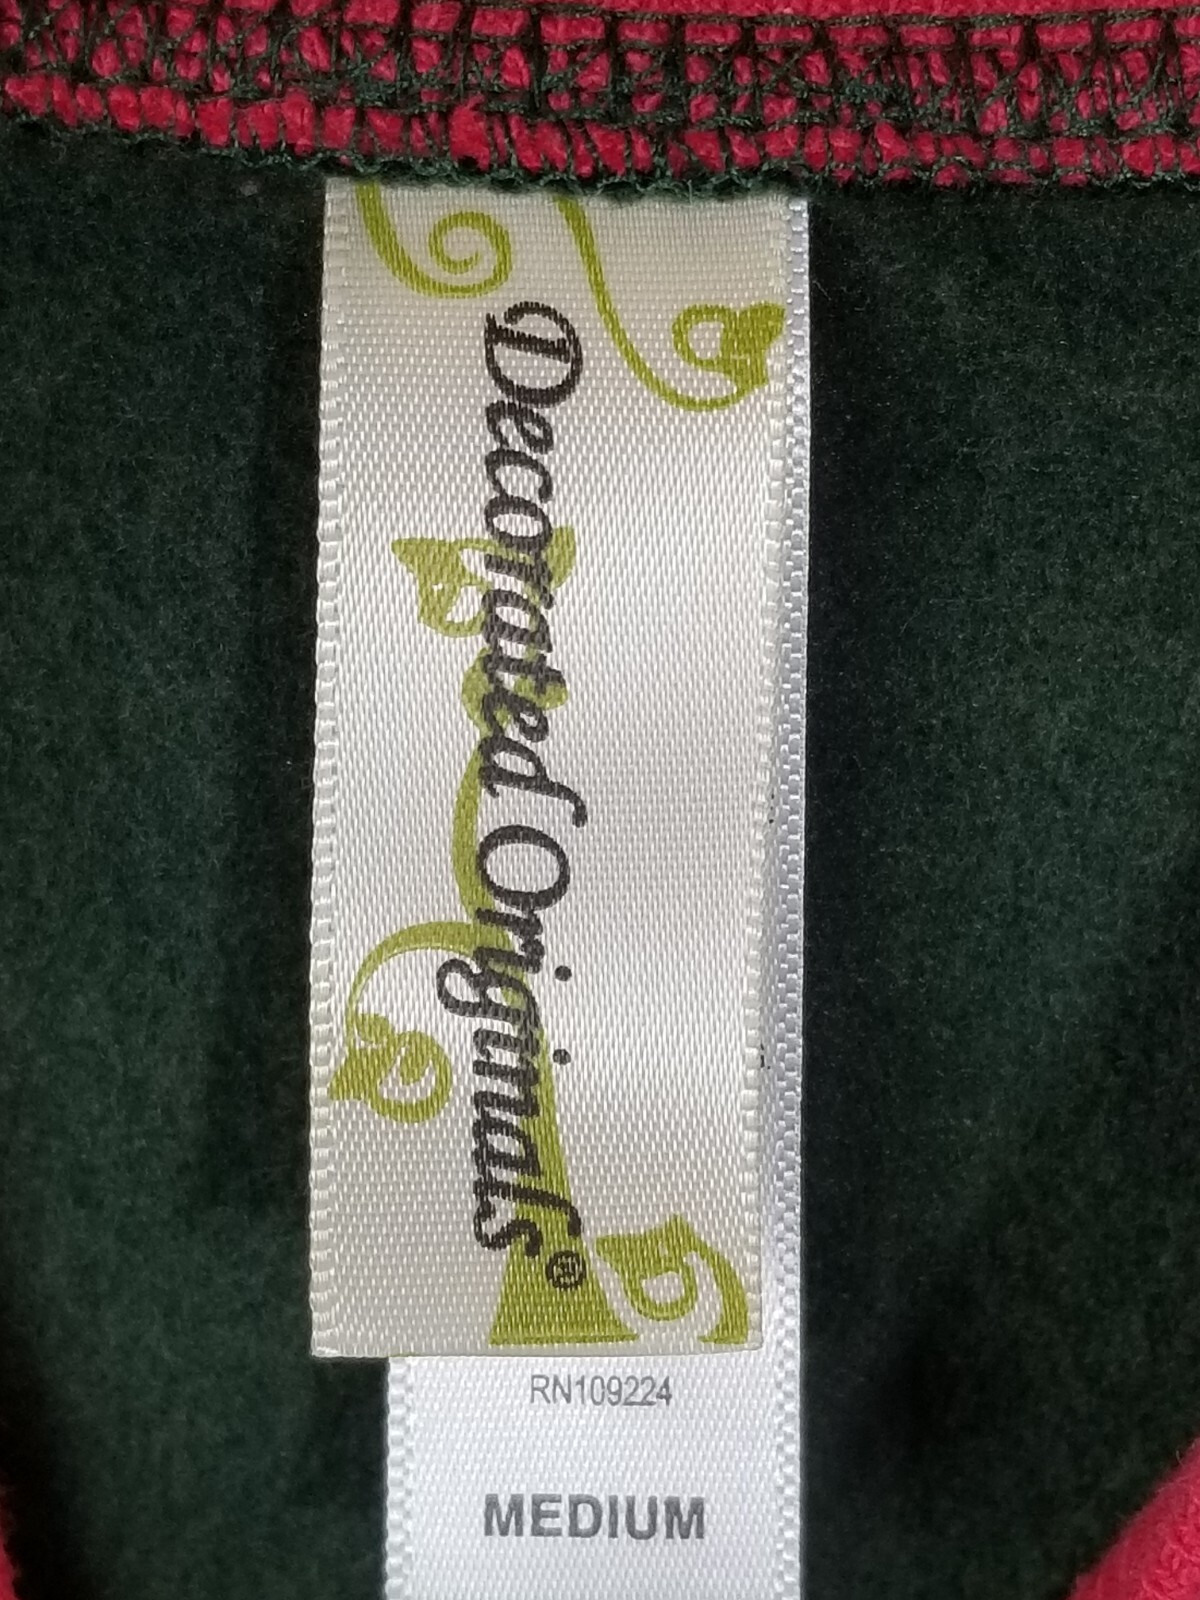 Decorated Originals®
RN109224
MEDIUM